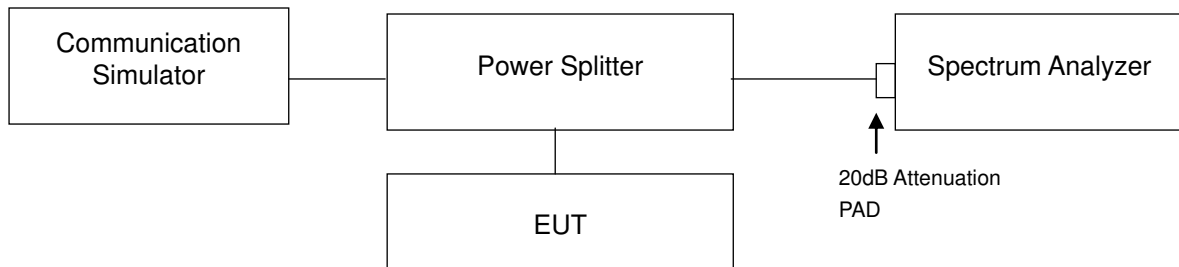 Communication
Simulator
Power Splitter
Spectrum Analyzer
20dB Attenuation
PAD
EUT